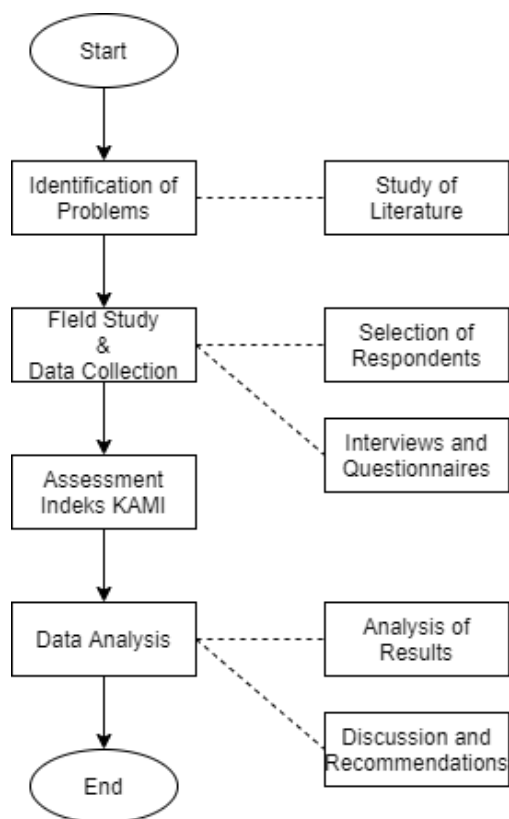 Start
Identification of
Problems
Study of
Literature
FIeld Study
&
Data Collection
Selection of
Respondents
Interviews and
Questionnaires
Assessment
Indeks KAMI
Data Analysis
Analysis of
Results
Discussion and
Recommendations
End